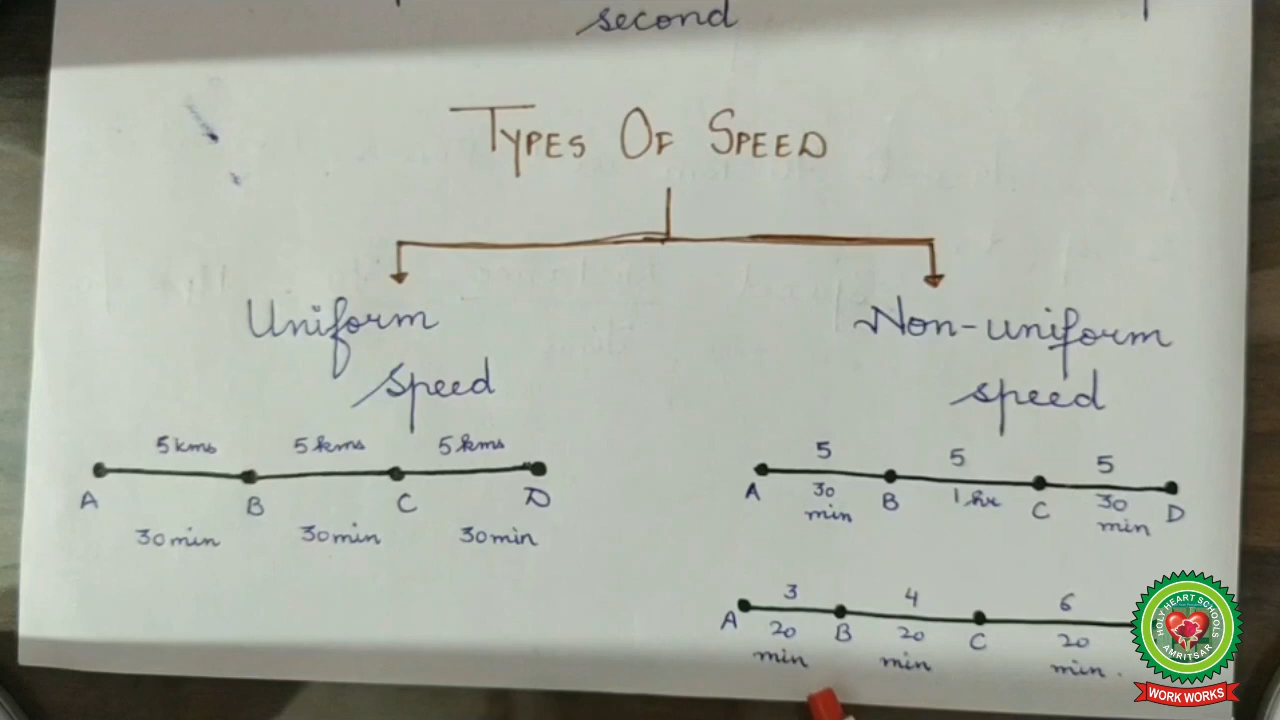 second
TYPES OF SPEED
Uniform
speed
Non-uniform
speed
5 kms 5 kms 5 kms
A B C D
30 min 30 min 30 min
5 5 5
A 30 min B 1 hr C 30 min D
3 4 6
A 20 min B 20 min C 20 min.
HOLY HEART SCHOOLS
AMRITSAR
WORK WORKS